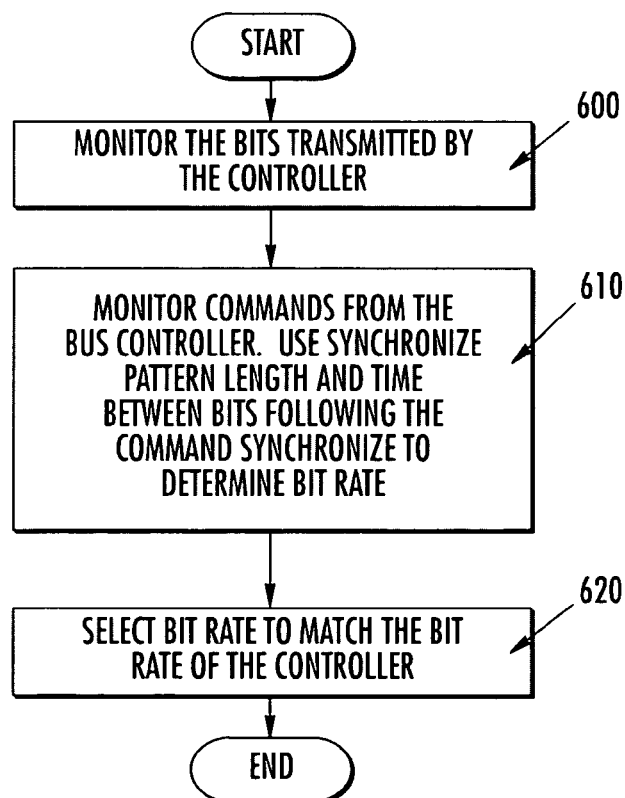 START
600
MONITOR THE BITS TRANSMITTED BY
THE CONTROLLER
610
MONITOR COMMANDS FROM THE
BUS CONTROLLER. USE SYNCHRONIZE
PATTERN LENGTH AND TIME
BETWEEN BITS FOLLOWING THE
COMMAND SYNCHRONIZE TO
DETERMINE BIT RATE
620
SELECT BIT RATE TO MATCH THE BIT
RATE OF THE CONTROLLER
END